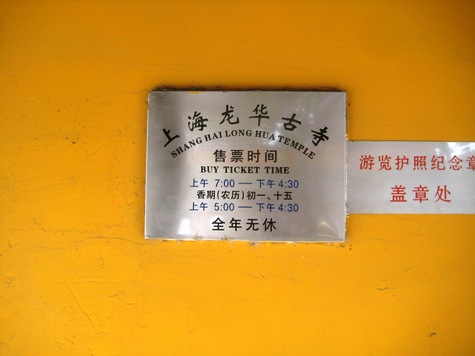 上海龙华古寺
SHANG HAI LONG HUA TEMPLE
售票时间
BUY TICKET TIME
上午 7:00 — 下午 4:30
香期(农历)初一、十五
上午 5:00 — 下午 4:30
全年无休
游览护照纪念章
盖章处